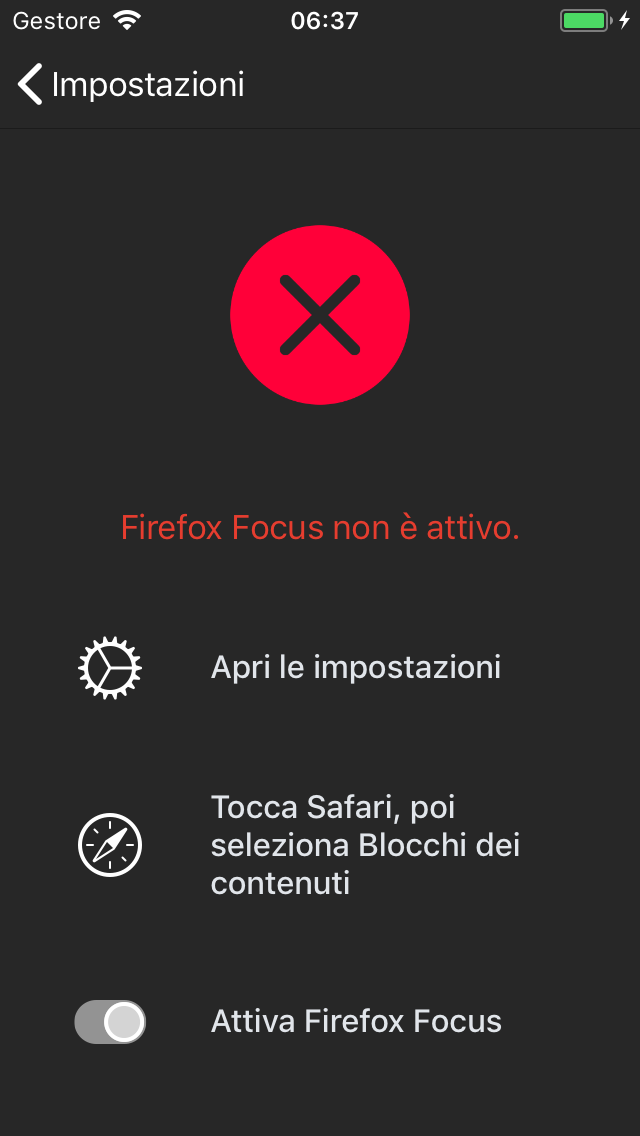 Gestore 06:37
Impostazioni
Firefox Focus non è attivo.
Apri le impostazioni
Tocca Safari, poi
seleziona Blocchi dei
contenuti
Attiva Firefox Focus